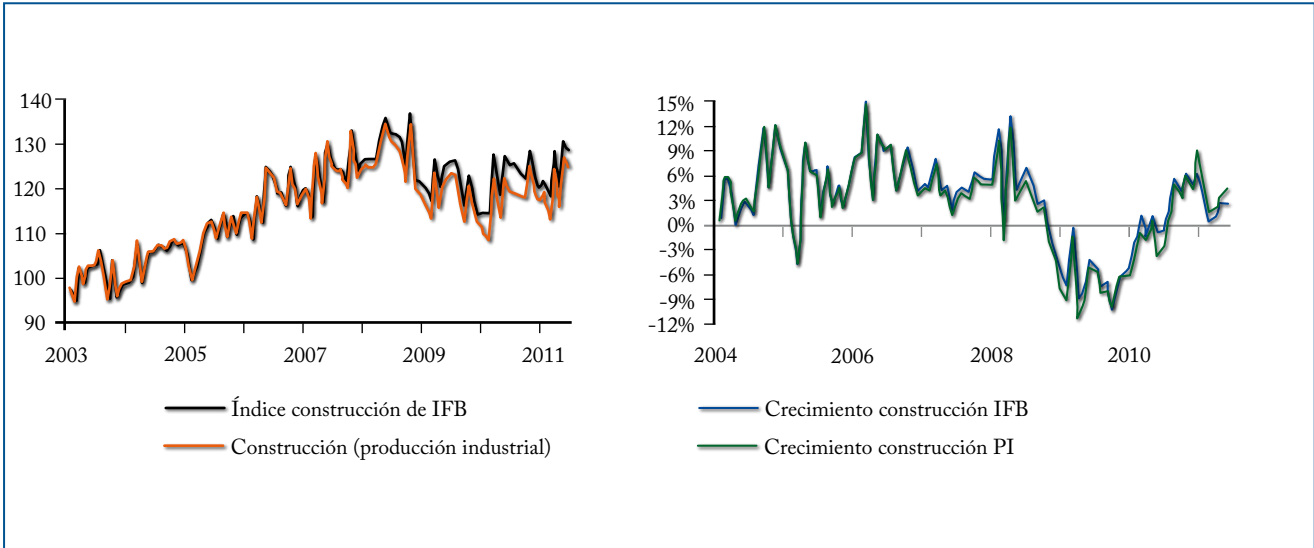 140
130
120
110
100
90
2003 2005 2007 2009 2011
Índice construcción de IFB
Construcción (producción industrial)
15%
12%
9%
6%
3%
0%
-3%
-6%
-9%
-12%
2004 2006 2008 2010
Crecimiento construcción IFB
Crecimiento construcción PI